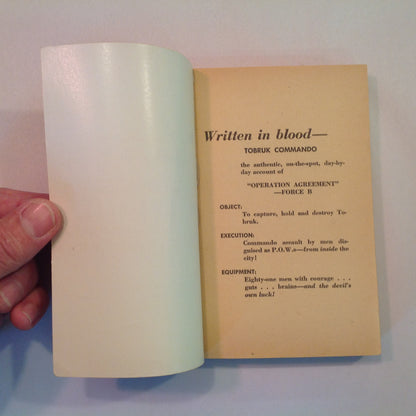 Written in blood—
TOBRUK COMMANDO
the authentic, on-the-spot, day-by-
day account of
"OPERATION AGREEMENT"
—FORCE B
OBJECT:
To capture, hold and destroy To-
bruk.
EXECUTION:
Commando assault by men dis-
guised as P.O.W.s—from inside the
city!
EQUIPMENT:
Eighty-one men with courage . . .
guts . . . brains—and the devil's
own luck!